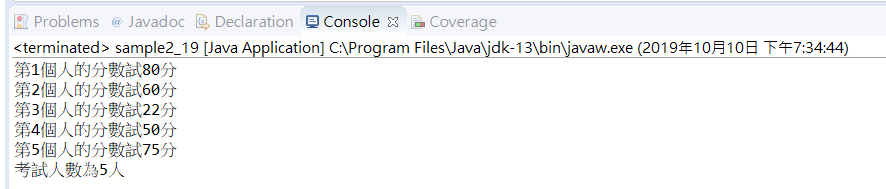 Problems @ Javadoc Declaration Console Coverage
<terminated> sample2_19 [Java Application] C:\Program Files\Java\jdk-13\bin\javaw.exe (2019年10月10日 下午7:34:44)
第1個人的分數試80分
第2個人的分數試60分
第3個人的分數試22分
第4個人的分數試50分
第5個人的分數試75分
考試人數為5人